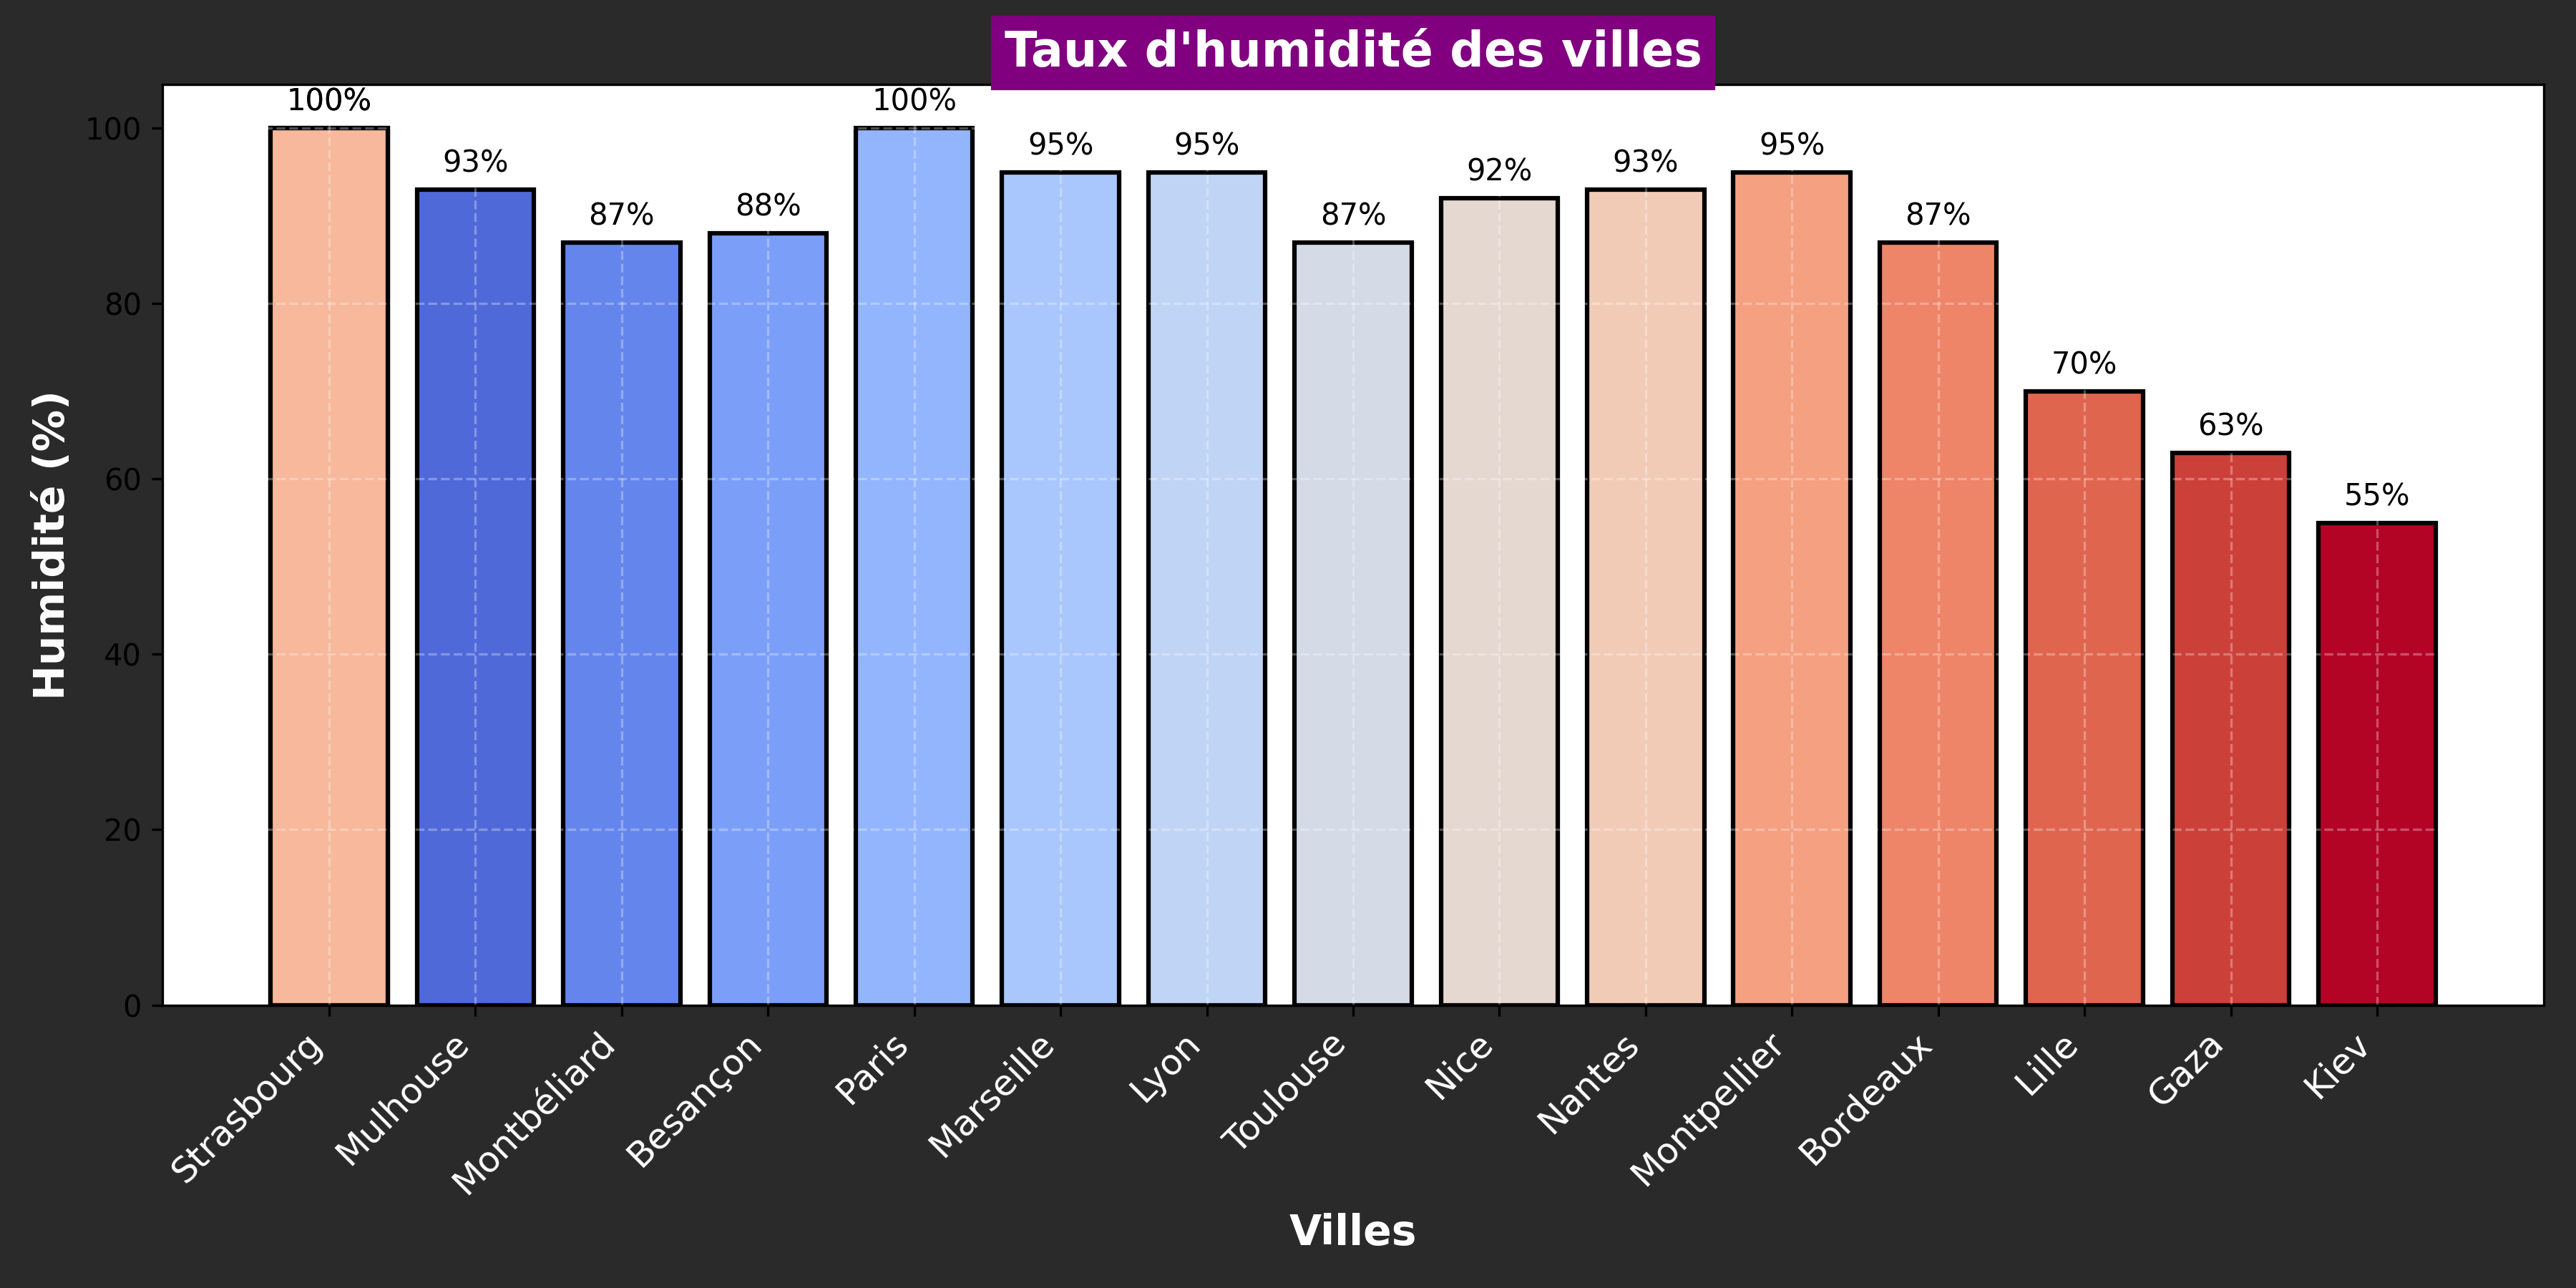 Taux d'humidité des villes
100%
93%
87%
88%
100%
95%
95%
87%
92%
93%
95%
87%
70%
63%
55%
100
80
60
40
20
0
Humidité (%)
Strasbourg
Mulhouse
Montbéliard
Besançon
Paris
Marseille
Lyon
Toulouse
Nice
Nantes
Montpellier
Bordeaux
Lille
Gaza
Kiev
Villes